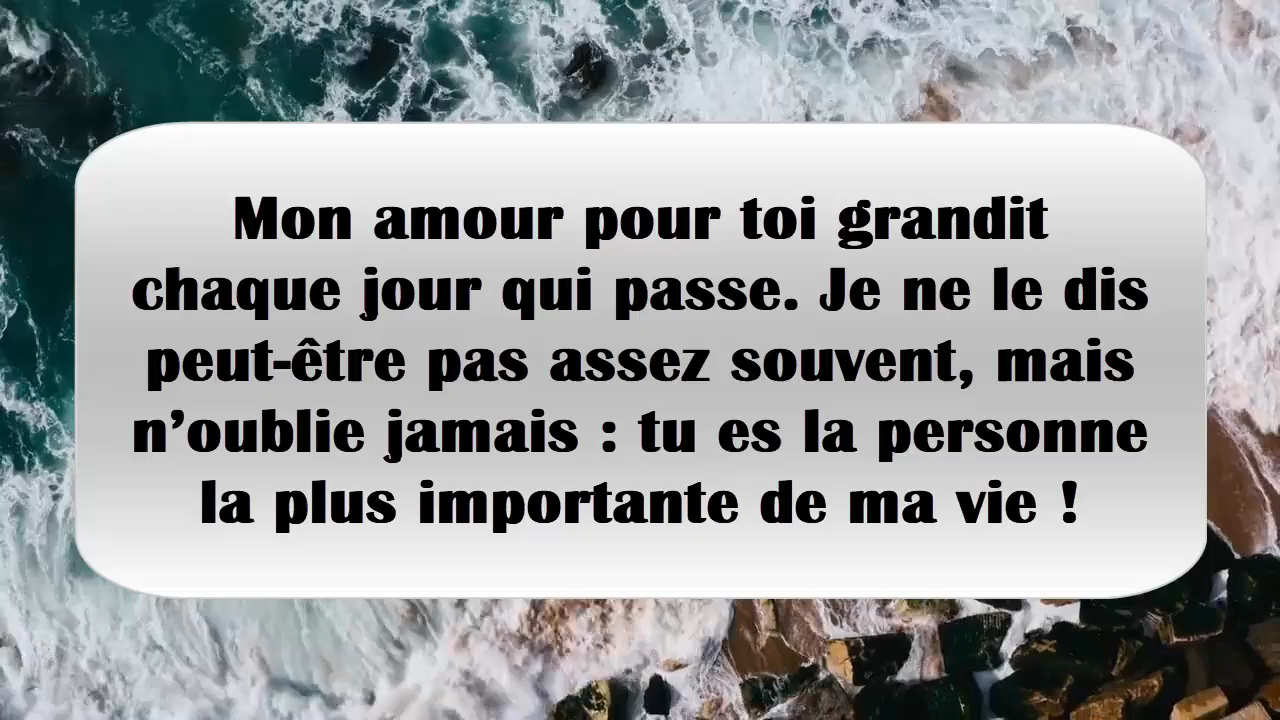 Mon amour pour toi grandit
chaque jour qui passe. Je ne le dis
peut-être pas assez souvent, mais
n’oublie jamais : tu es la personne
la plus importante de ma vie !